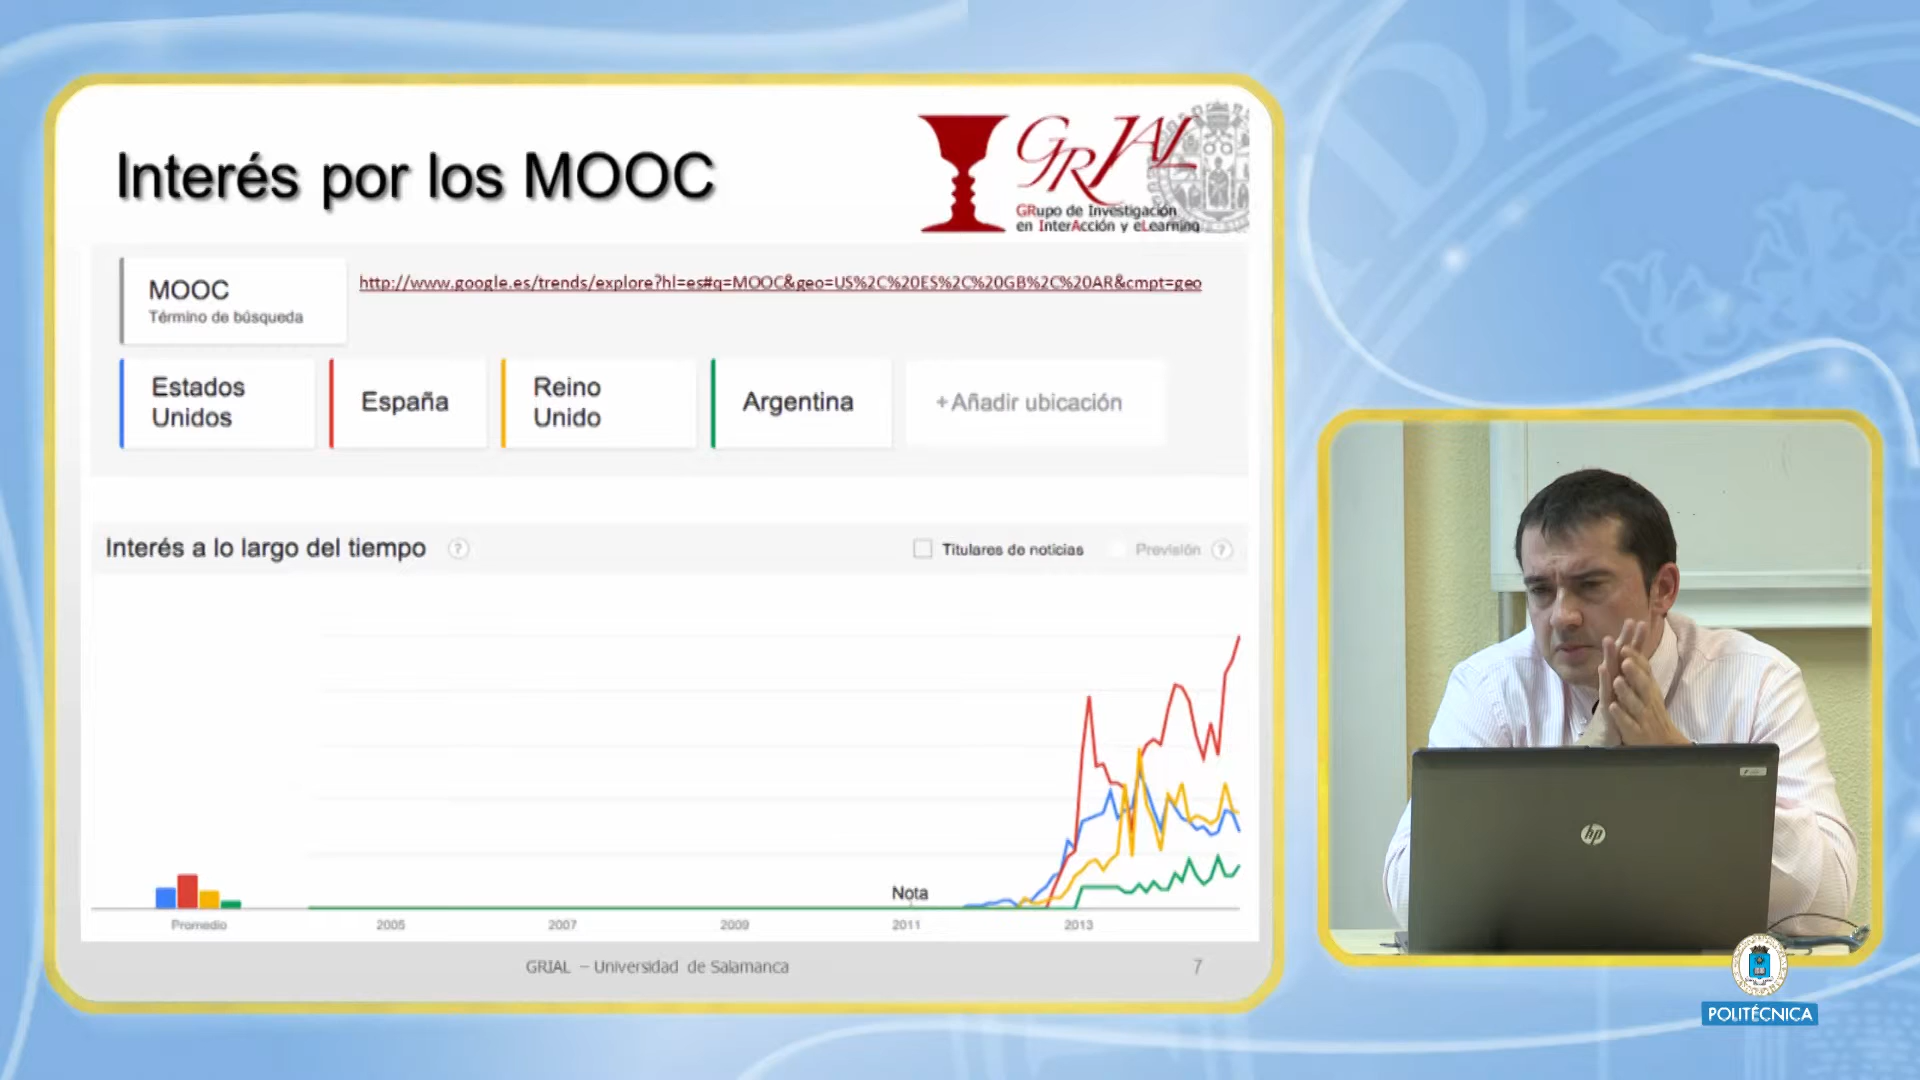 Interés por los MOOC
GRIAL
GRupo de Investigación
en InterAcción y eLearning
MOOC
Término de búsqueda
http://www.google.es/trends/explore?hl=es#q=MOOC&geo=US%2C%20ES%2C%20GB%2C%20AR&cmpt=geo
Estados
Unidos
España
Reino
Unido
Argentina
+ Añadir ubicación
Interés a lo largo del tiempo ?
Titulares de noticias
Previsión ?
Nota
Promedio
2005
2007
2009
2011
2013
GRIAL – Universidad de Salamanca
7
hp
POLITÉCNICA